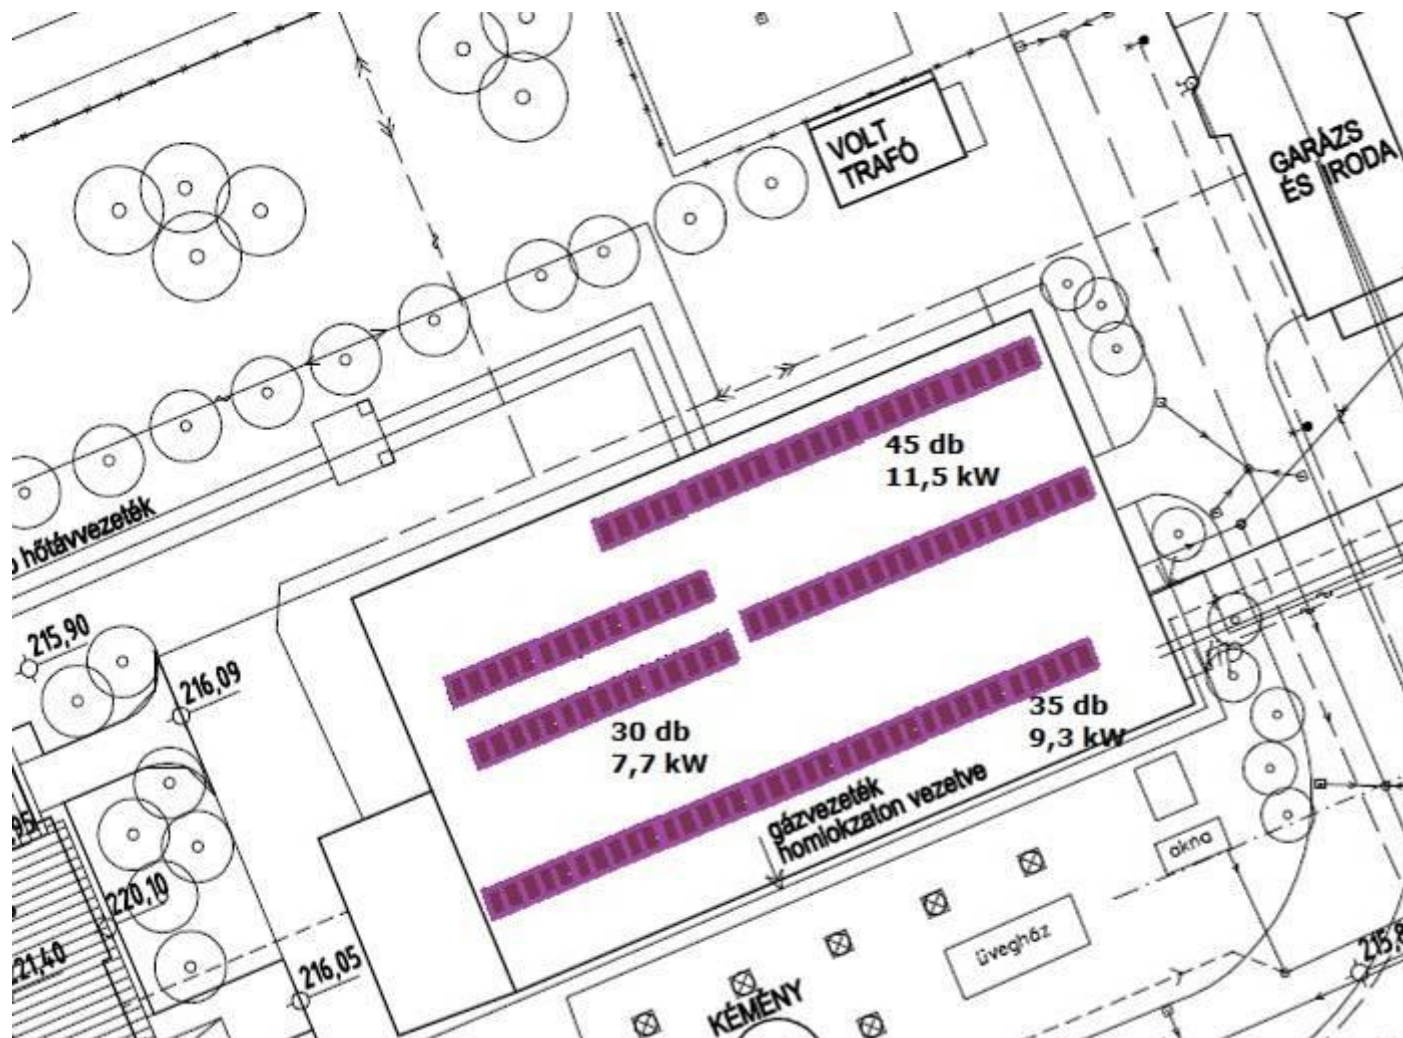 VOLT
TRAFÓ
GARÁZS
ÉS IRODA
45 db
11,5 kW
hőtávvezeték
215,90
216,09
30 db
7,7 kW
35 db
9,3 kW
gázvezeték
homlokzaton vezetve
akna
220,10
216,05
üvegház
KÉMÉNY